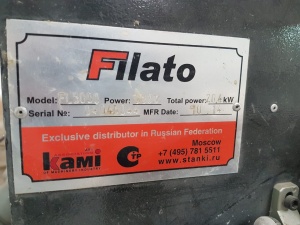 Filato
Model: Power: Total power: kW
Serial №: MFR Date:
Exclusive distributor in Russian Federation
Moscow
+7 (495) 781 5511
www.stanki.ru
KAMI
CTP